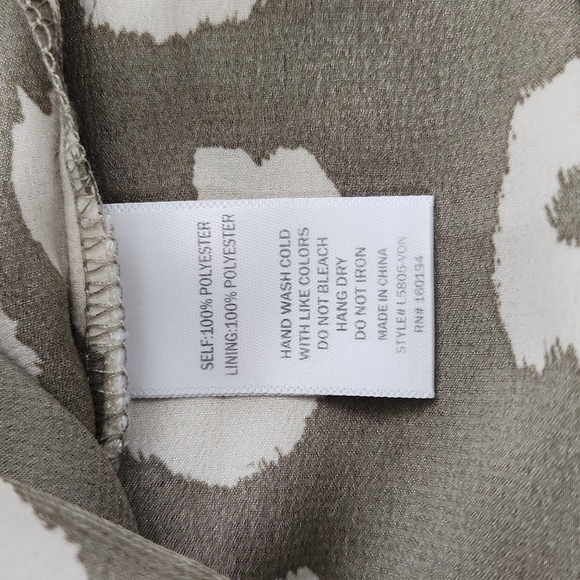 SELF:100% POLYESTER
LINING:100% POLYESTER
HAND WASH COLD
WITH LIKE COLORS
DO NOT BLEACH
HANG DRY
DO NOT IRON
MADE IN CHINA
STYLE# L5805-VON
RN# 160194